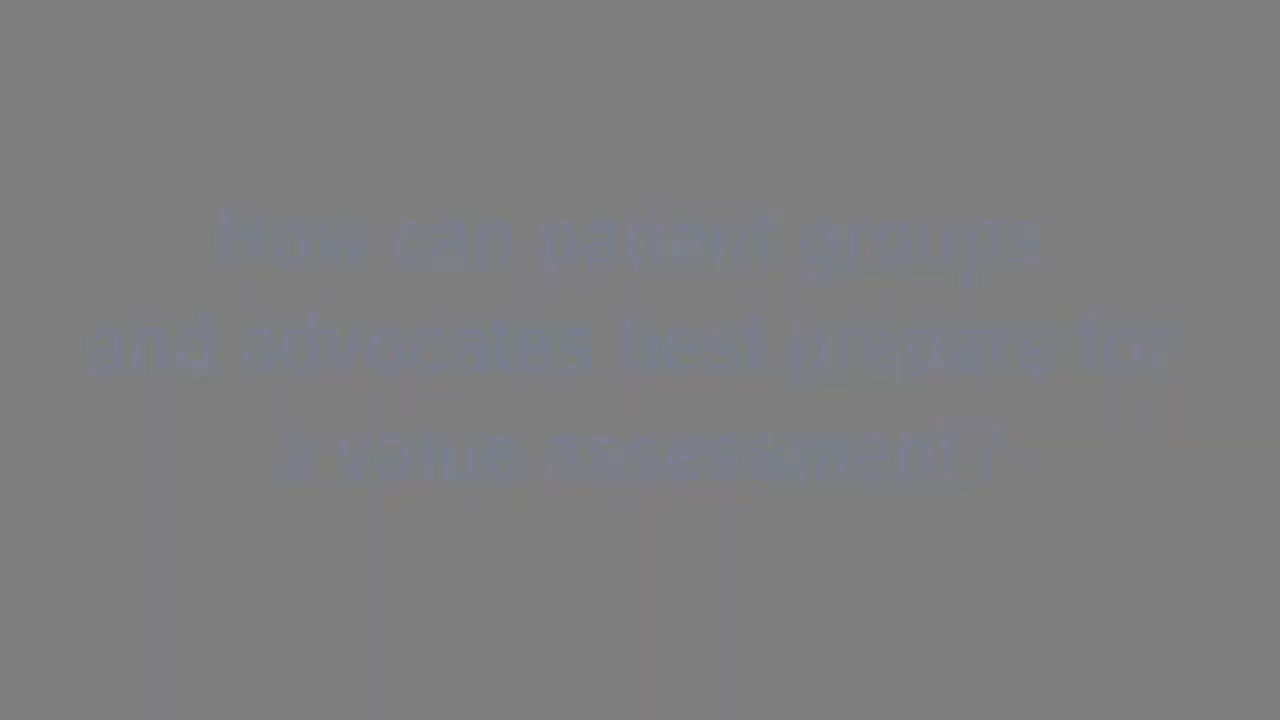 How can patient groups
and advocates best prepare for
a value assessment?